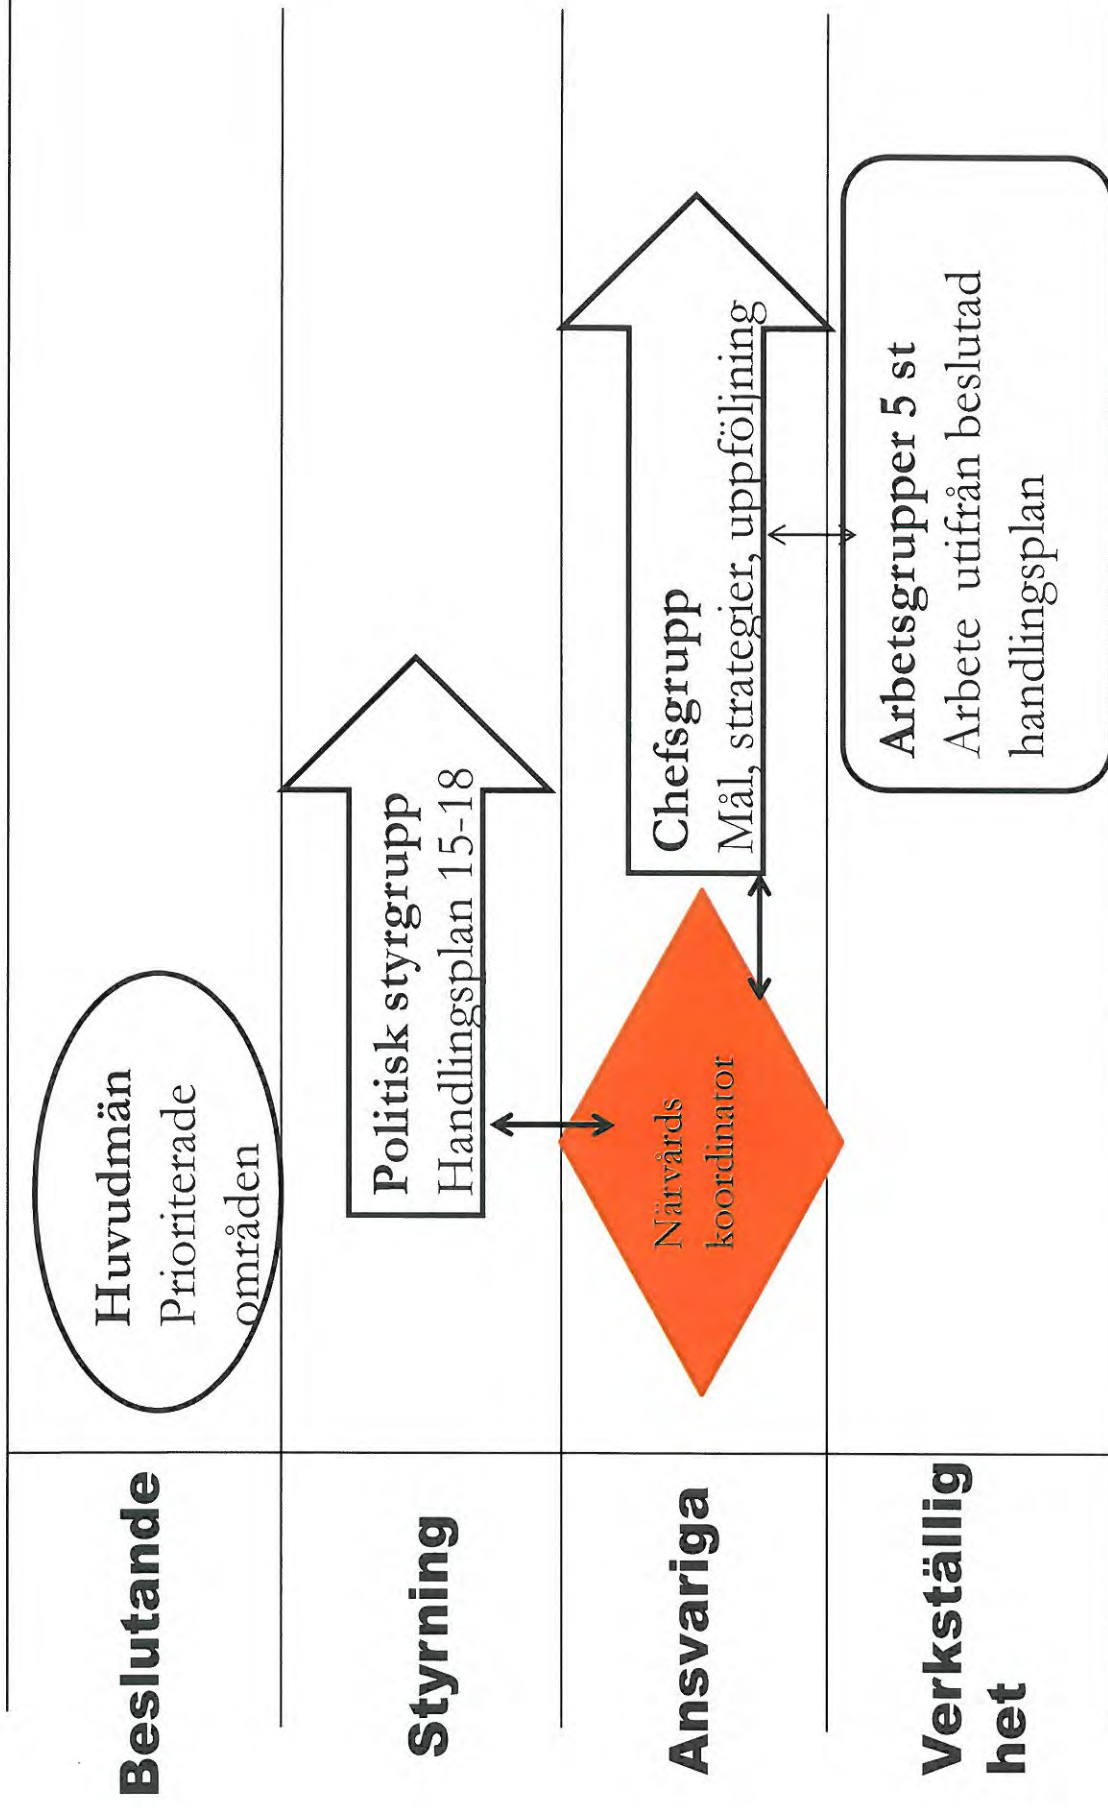 Beslutande
Huvudmän
Prioriterade
områden
Styrning
Politisk styrgrupp
Handlingsplan 15-18
Ansvariga
Närvårds
koordinator
Chefsgrupp
Mål, strategier, uppföljning
Verkställig
het
Arbetsgrupper 5 st
Arbete utifrån beslutad
handlingsplan